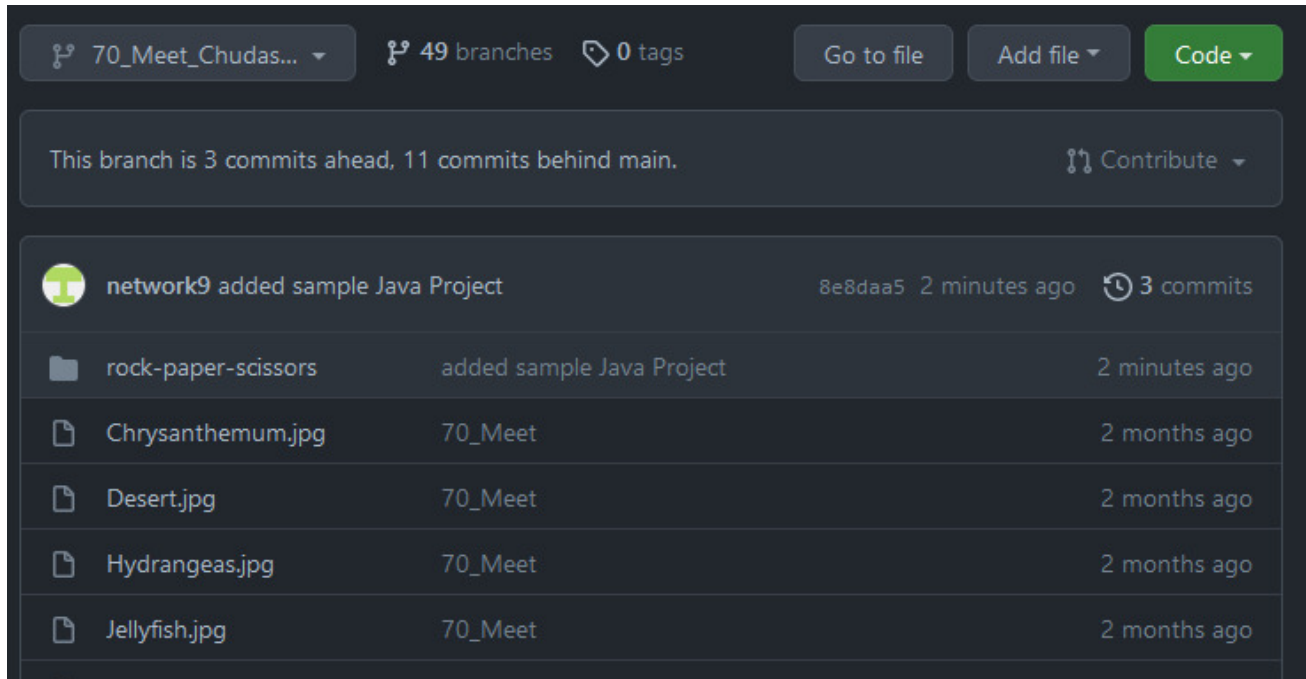 70_Meet_Chudas... 49 branches 0 tags Go to file Add file Code
This branch is 3 commits ahead, 11 commits behind main. Contribute
network9 added sample Java Project 8e8daa5 2 minutes ago 3 commits
rock-paper-scissors added sample Java Project 2 minutes ago
Chrysanthemum.jpg 70_Meet 2 months ago
Desert.jpg 70_Meet 2 months ago
Hydrangeas.jpg 70_Meet 2 months ago
Jellyfish.jpg 70_Meet 2 months ago